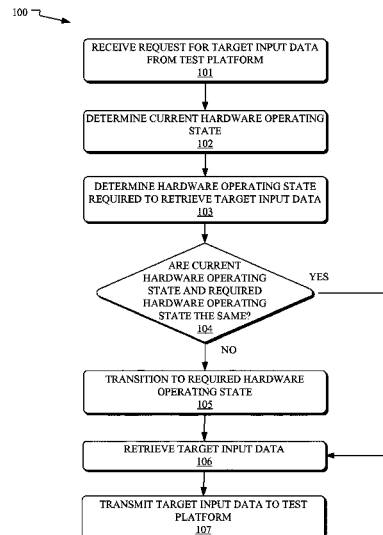 100
RECEIVE REQUEST FOR TARGET INPUT DATA
FROM TEST PLATFORM
101
DETERMINE CURRENT HARDWARE OPERATING
STATE
102
DETERMINE HARDWARE OPERATING STATE
REQUIRED TO RETRIEVE TARGET INPUT DATA
103
ARE CURRENT
HARDWARE OPERATING
STATE AND REQUIRED
HARDWARE OPERATING
STATE THE SAME?
104
YES
NO
TRANSITION TO REQUIRED HARDWARE
OPERATING STATE
105
RETRIEVE TARGET INPUT DATA
106
TRANSMIT TARGET INPUT DATA TO TEST
PLATFORM
107